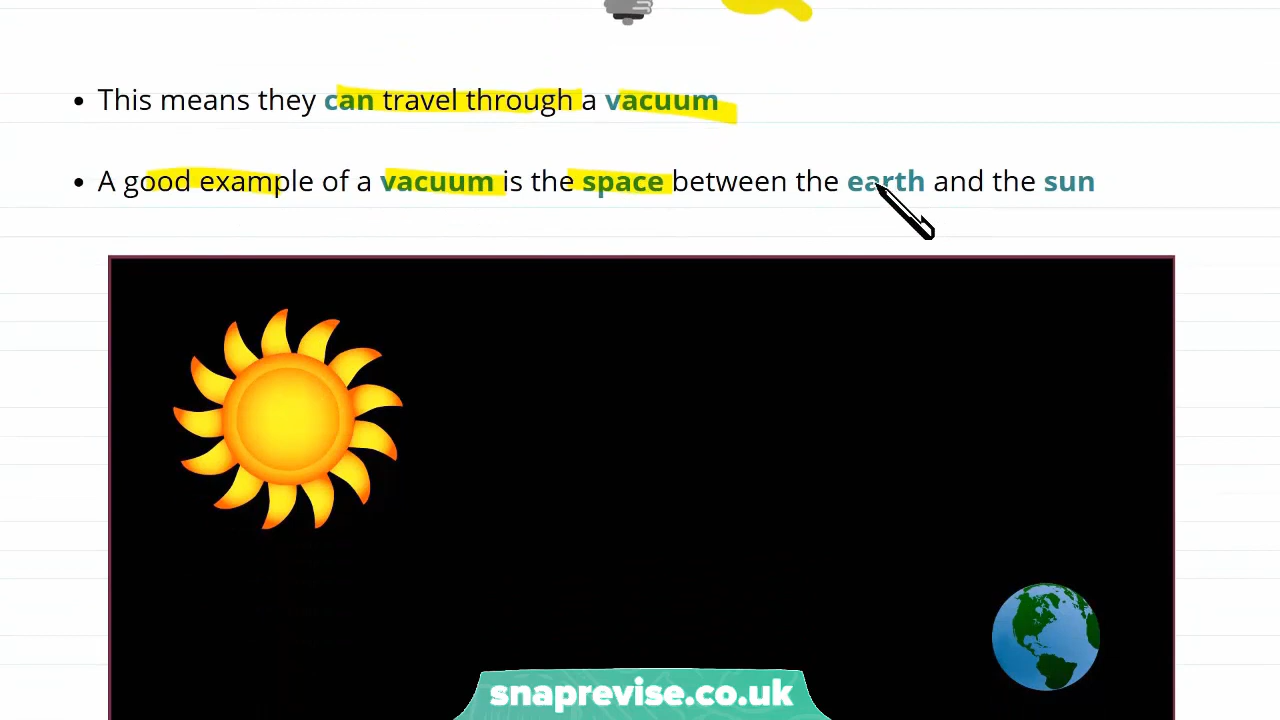 This means they can travel through a vacuum
A good example of a vacuum is the space between the earth and the sun
snaprevise.co.uk